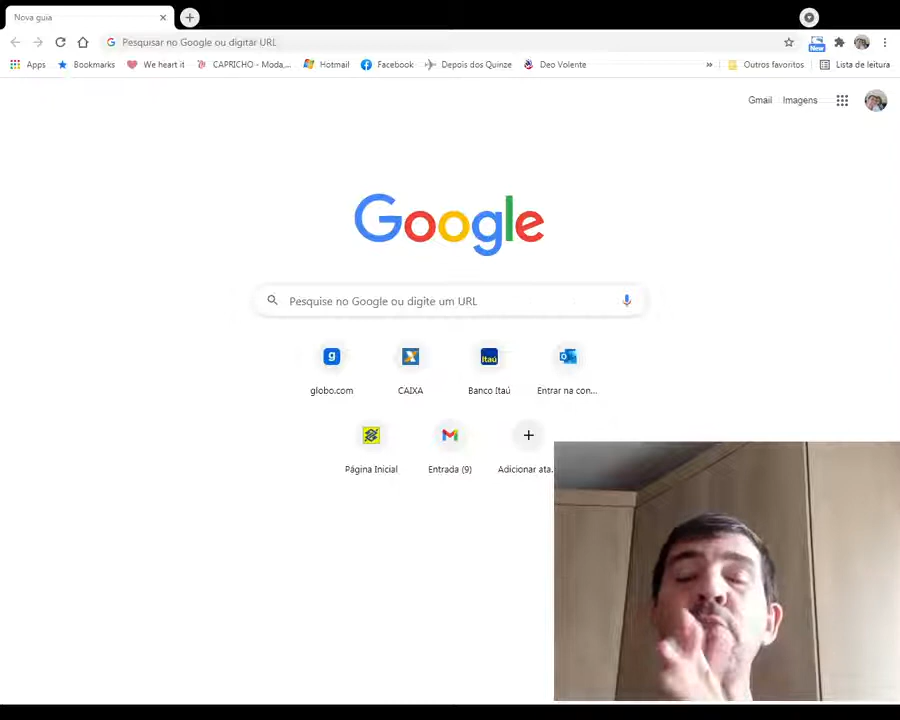 Nova guia
Pesquisar no Google ou digitar URL
New
Apps Bookmarks We heart it CAPRICHO - Moda,... Hotmail Facebook Depois dos Quinze Deo Volente » Outros favoritos Lista de leitura
Gmail Imagens
Google
Pesquise no Google ou digite um URL
Itaú
globo.com CAIXA Banco Itaú Entrar na con...
Página Inicial Entrada (9) Adicionar ata...